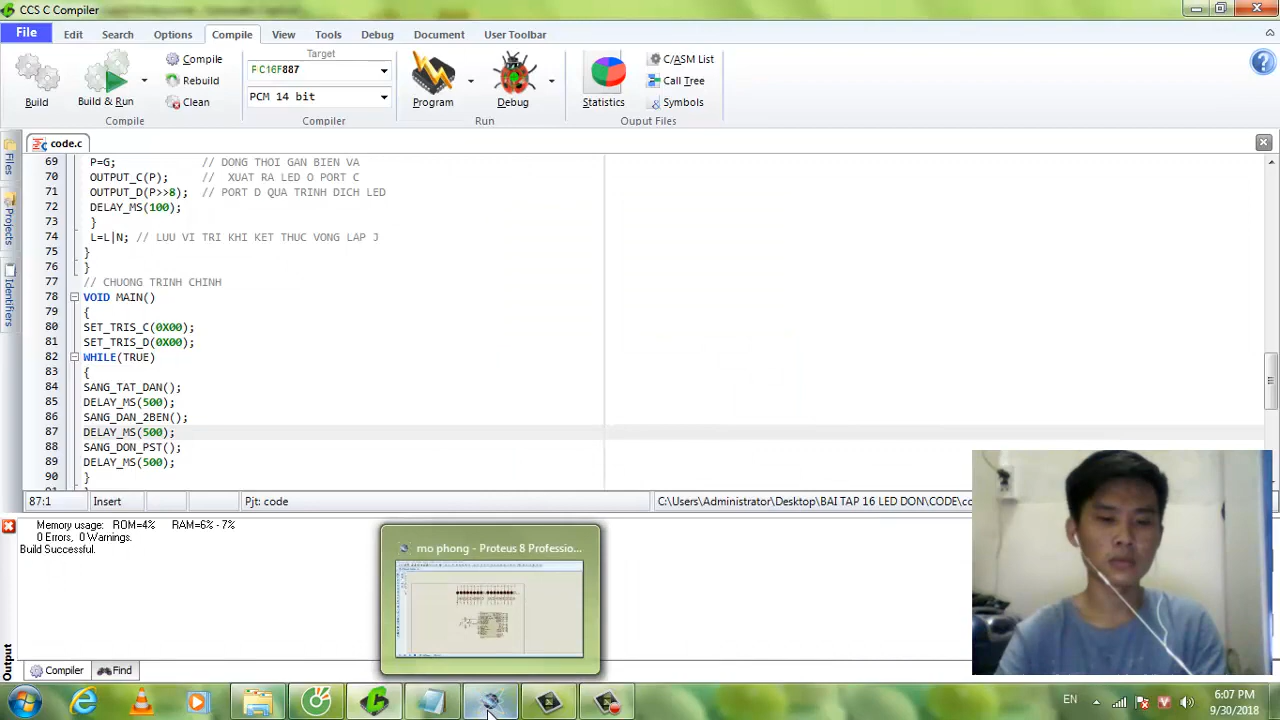 CCS C Compiler
File Edit Search Options Compile View Tools Debug Document User Toolbar
Build
Build & Run
Compile
Rebuild
Clean
Compile
Target
PIC16F887
PCM 14 bit
Compiler
Program
Debug
Run
Statistics
C/ASM List
Call Tree
Symbols
Ouput Files
Files
Projects
Identifiers
code.c
69 P=G; // DONG THOI GAN BIEN VA
70 OUTPUT_C(P); // XUAT RA LED O PORT C
71 OUTPUT_D(P>>8); // PORT D QUA TRINH DICH LED
72 DELAY_MS(100);
73 }
74 L=L|N; // LUU VI TRI KHI KET THUC VONG LAP J
75 }
76 }
77 // CHUONG TRINH CHINH
78 VOID MAIN()
79 {
80 SET_TRIS_C(0X00);
81 SET_TRIS_D(0X00);
82 WHILE(TRUE)
83 {
84 SANG_TAT_DAN();
85 DELAY_MS(500);
86 SANG_DAN_2BEN();
87 DELAY_MS(500);
88 SANG_DON_PST();
89 DELAY_MS(500);
90 }
87:1 Insert Pjt: code C:\Users\Administrator\Desktop\BAI TAP 16 LED DON\CODE\co
Memory usage: ROM=4% RAM=6% - 7%
0 Errors, 0 Warnings.
Build Successful.
Output
mo phong - Proteus 8 Professio...
Compiler Find
EN
6:07 PM
9/30/2018